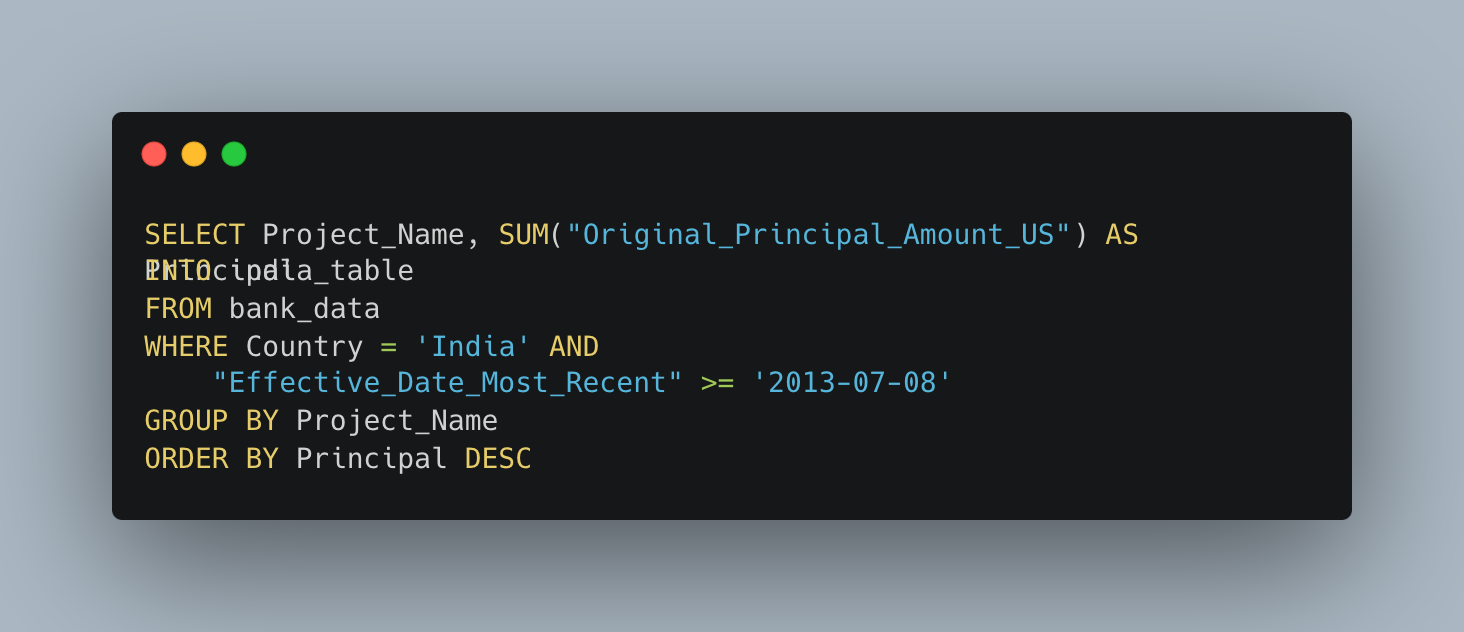 SELECT Project_Name, SUM("Original_Principal_Amount_US") AS
Principal
INTO india_table
FROM bank_data
WHERE Country = 'India' AND
    "Effective_Date_Most_Recent" >= '2013-07-08'
GROUP BY Project_Name
ORDER BY Principal DESC